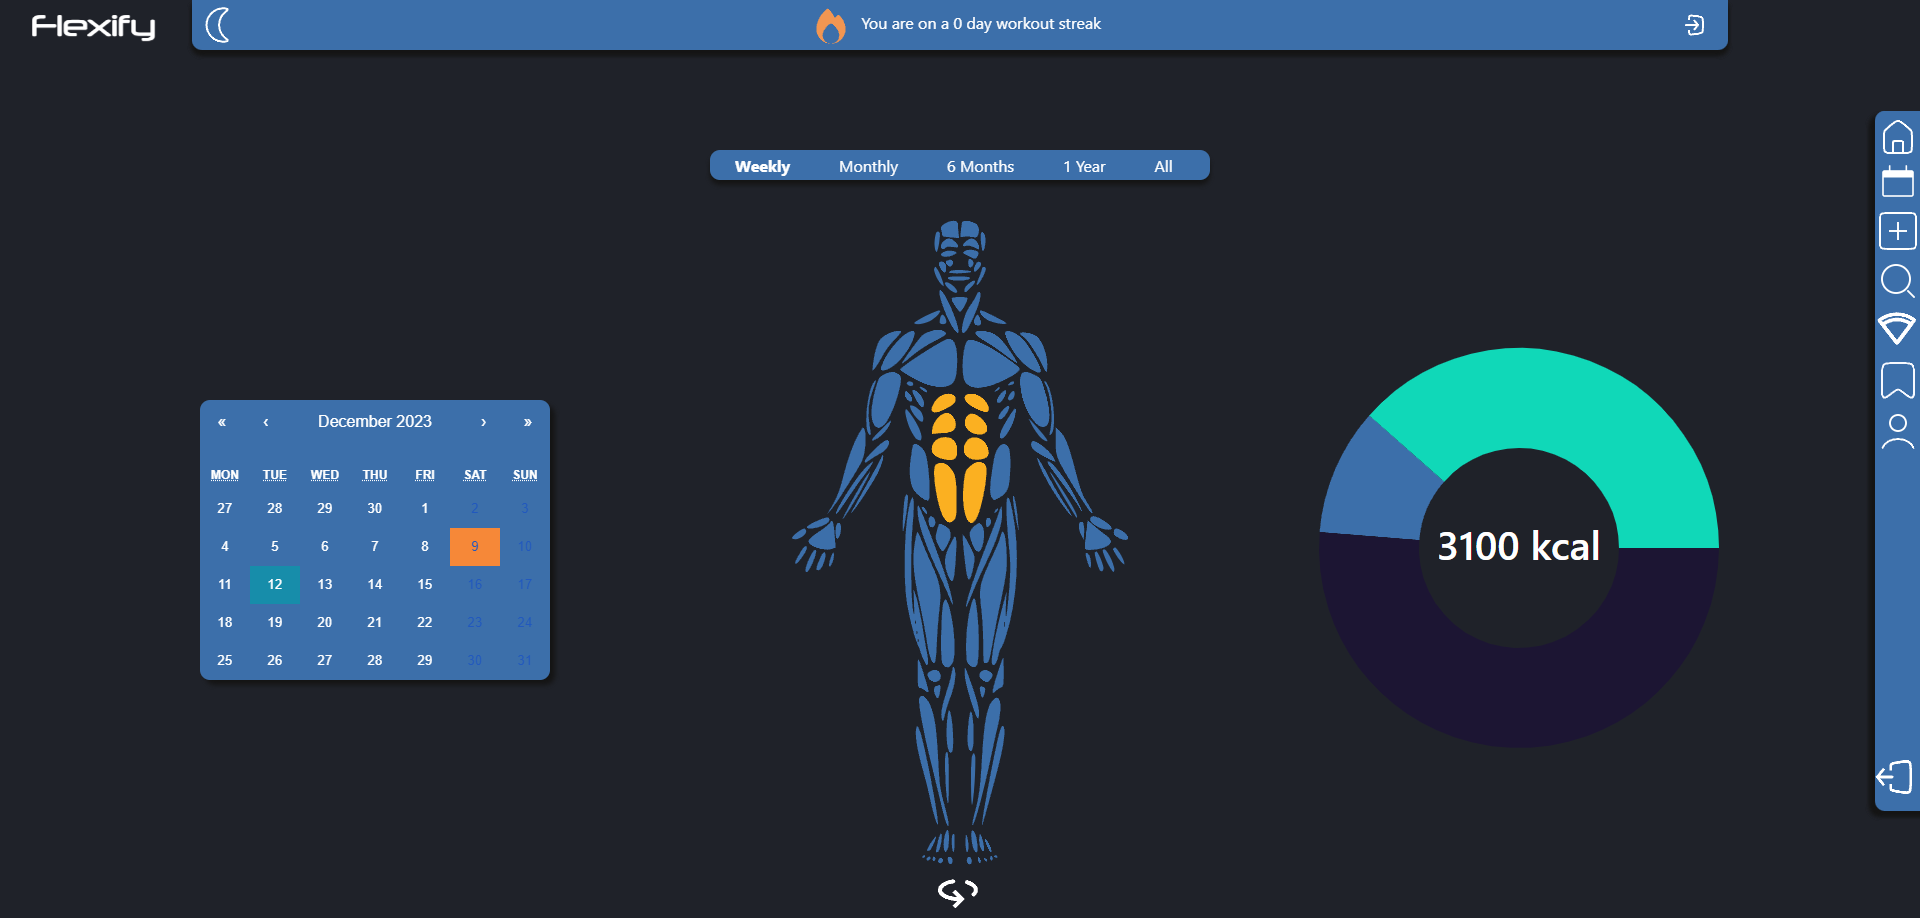 Flexify
You are on a 0 day workout streak
Weekly Monthly 6 Months 1 Year All
« ‹ December 2023 › »
MON TUE WED THU FRI SAT SUN
27 28 29 30 1 2 3
4 5 6 7 8 9 10
11 12 13 14 15 16 17
18 19 20 21 22 23 24
25 26 27 28 29 30 31
3100 kcal